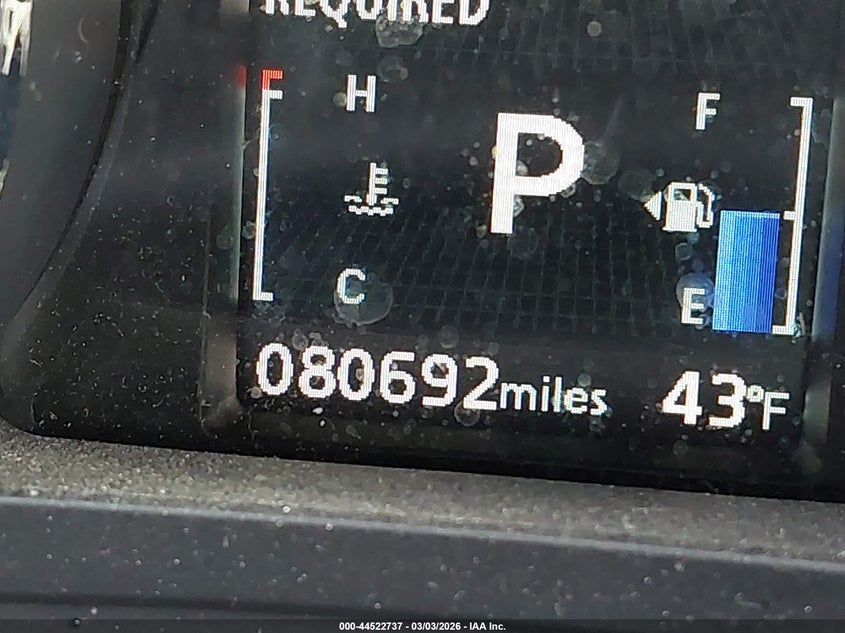 REQUIRED
H
F
P
C
E
080692miles
43°F
000-44522737 - 03/03/2026 - IAA Inc.